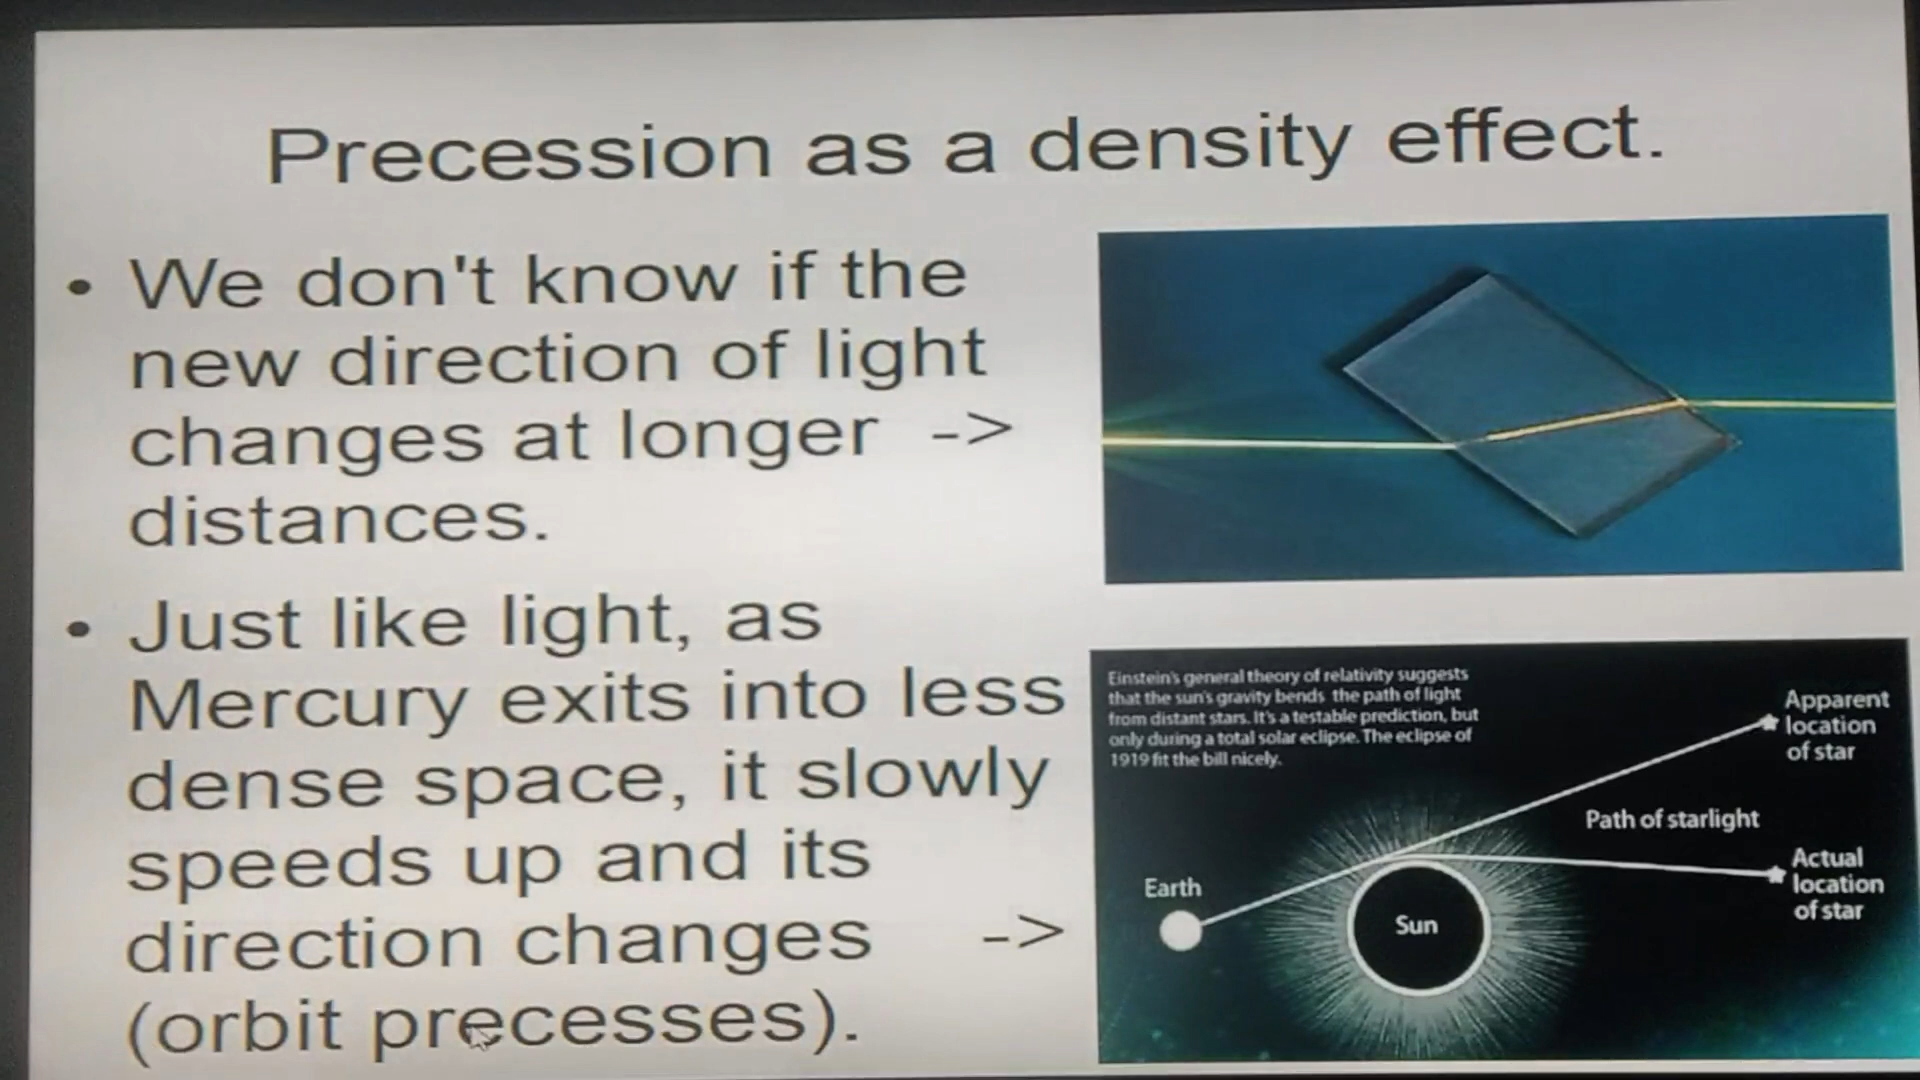 Precession as a density effect.
• We don't know if the
new direction of light
changes at longer ->
distances.
• Just like light, as
Mercury exits into less
dense space, it slowly
speeds up and its
direction changes ->
(orbit precesses).
Einstein's general theory of relativity suggests
that the sun's gravity bends the path of light
from distant stars. It's a testable prediction, but
only during a total solar eclipse. The eclipse of
1919 fit the bill nicely.
Apparent
location
of star
Path of starlight
Actual
location
of star
Earth
Sun